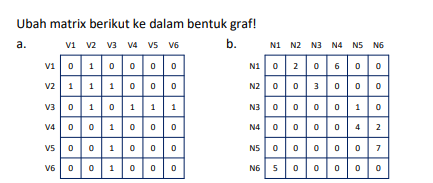 Ubah matrix berikut ke dalam bentuk graf!
a. V1 V2 V3 V4 V5 V6 b. N1 N2 N3 N4 N5 N6
V1 0 1 0 0 0 0 N1 0 2 0 6 0 0
V2 1 1 1 0 0 0 N2 0 0 3 0 0 0
V3 0 1 0 1 1 1 N3 0 0 0 0 1 0
V4 0 0 1 0 0 0 N4 0 0 0 0 4 2
V5 0 0 1 0 0 0 N5 0 0 0 0 0 7
V6 0 0 1 0 0 0 N6 5 0 0 0 0 0